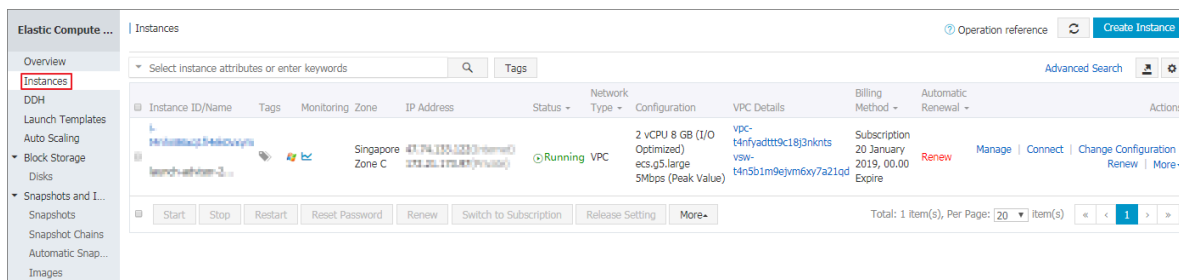 Elastic Compute ...
Overview
Instances
DDH
Launch Templates
Auto Scaling
Block Storage
Disks
Snapshots and I...
Snapshots
Snapshot Chains
Automatic Snap...
Images
Instances
Operation reference
Create Instance
Select instance attributes or enter keywords
Tags
Advanced Search
Instance ID/Name Tags Monitoring Zone IP Address Status Network Type Configuration VPC Details Billing Method Automatic Renewal Actions
Singapore Zone C
Running VPC
2 vCPU 8 GB (I/O
Optimized)
ecs.g5.large
5Mbps (Peak Value)
vpc-
t4nfyadttt9c18j3nknts
vsw-
t4n5b1m9ejvm6xy7a21qd
Subscription
20 January
2019, 00.00
Expire
Renew
Manage | Connect | Change Configuration
Renew | More
Start Stop Restart Reset Password Renew Switch to Subscription Release Setting More
Total: 1 item(s), Per Page: 20 item(s) « ‹ 1 › »